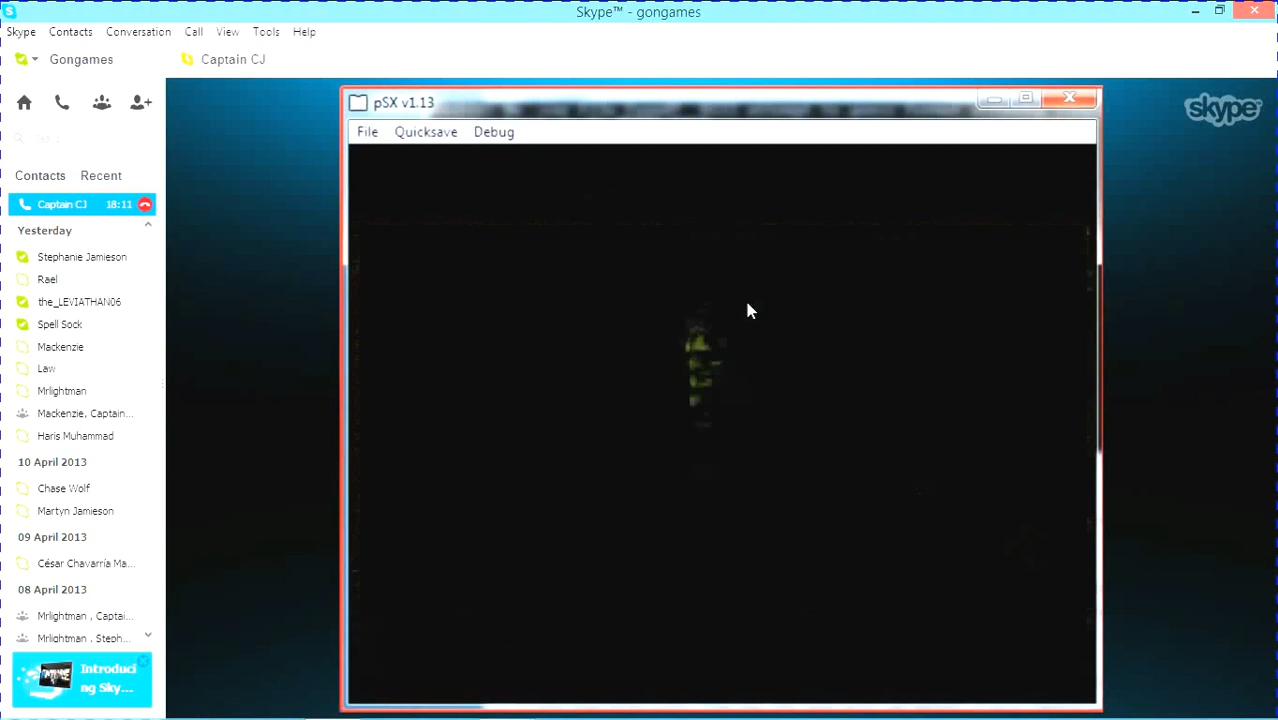 Skype™ - gongames
Skype Contacts Conversation Call View Tools Help
Gongames
Captain CJ
skype
pSX v1.13
File Quicksave Debug
Contacts Recent
Captain CJ 18:11
Yesterday
Stephanie Jamieson
Rael
the_LEVIATHAN06
Spell Sock
Mackenzie
Law
Mrlightman
Mackenzie, Captain...
Haris Muhammad
10 April 2013
Chase Wolf
Martyn Jamieson
09 April 2013
César Chavarría Ma...
08 April 2013
Mrlightman , Captai...
Mrlightman , Steph...
Introduci
ng Sky...